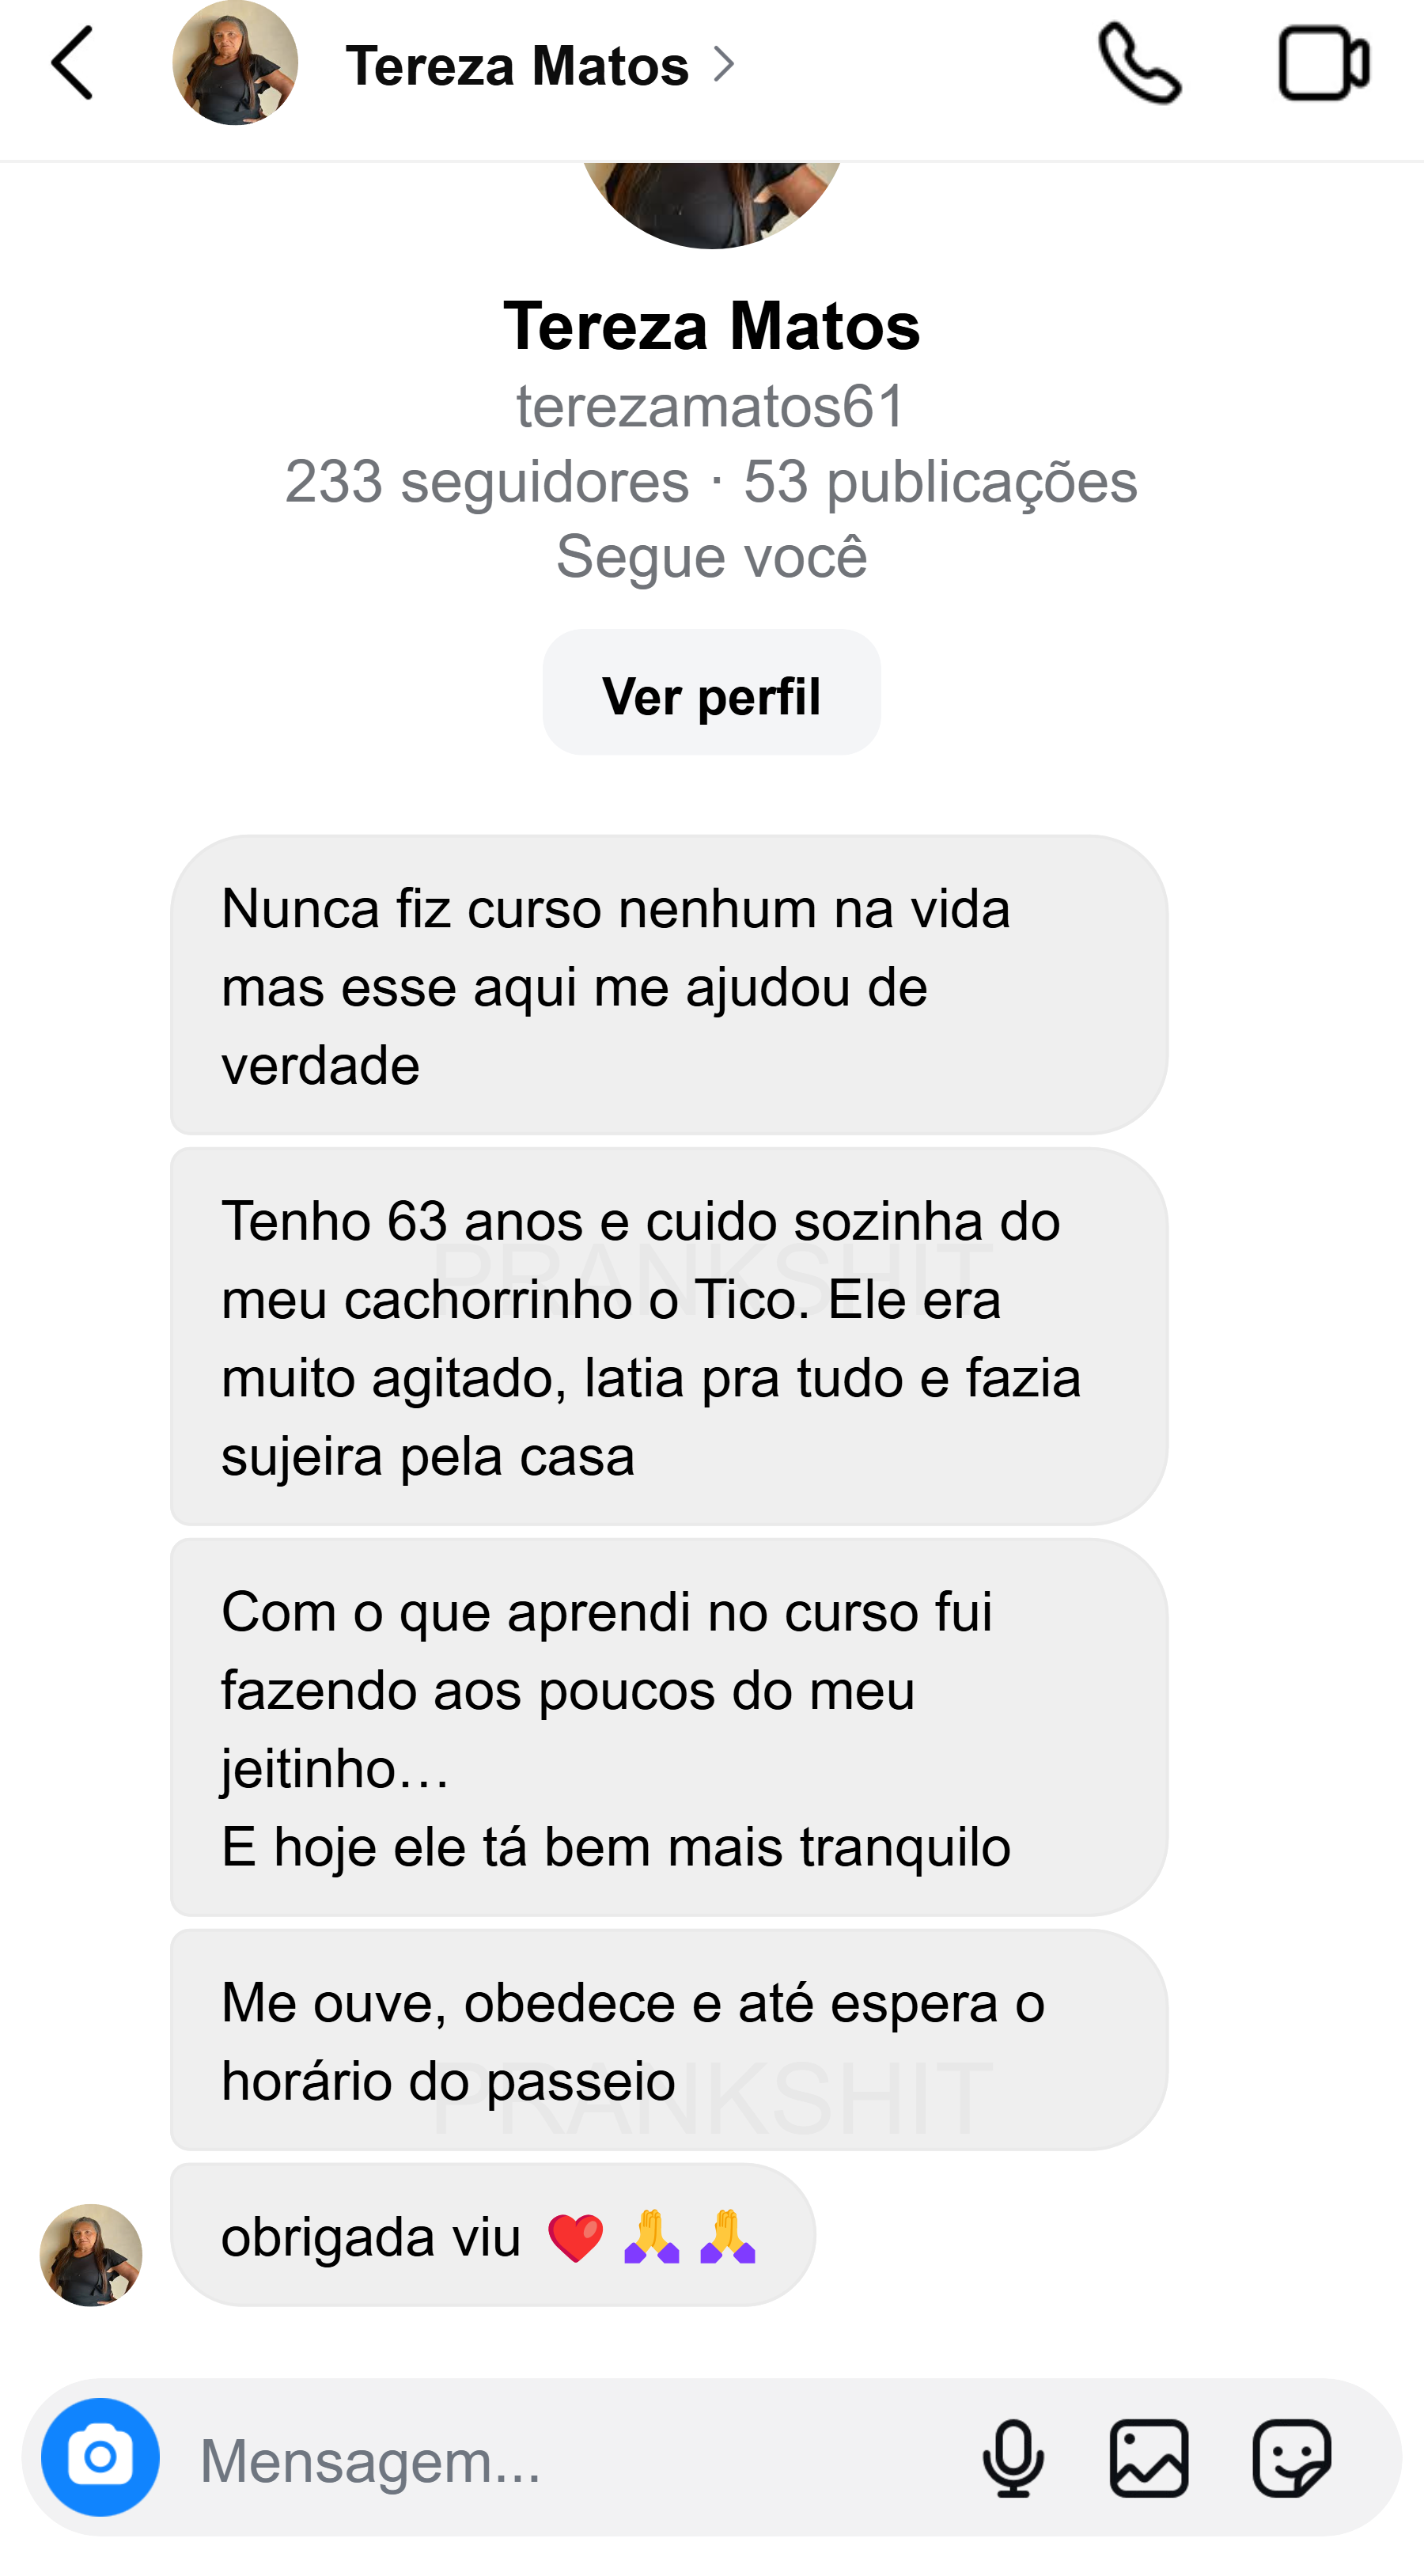 Tereza Matos
Tereza Matos
terezamatos61
233 seguidores · 53 publicações
Segue você
Ver perfil
Nunca fiz curso nenhum na vida
mas esse aqui me ajudou de
verdade
Tenho 63 anos e cuido sozinha do
PRANKSHIT
meu cachorrinho o Tico. Ele era
muito agitado, latia pra tudo e fazia
sujeira pela casa
Com o que aprendi no curso fui
fazendo aos poucos do meu
jeitinho...
E hoje ele tá bem mais tranquilo
Me ouve, obedece e até espera o
horário do passeio
PRANKSHIT
obrigada viu ❤️🙏🙏
Mensagem...